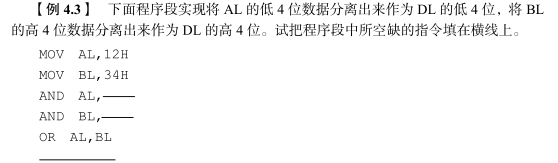 【例 4.3】 下面程序段实现将 AL 的低 4 位数据分离出来作为 DL 的低 4 位，将 BL
的高 4 位分离出来作为 DL 的高 4 位。试把程序段中所空缺的指令填在横线上。
MOV AL,12H
MOV BL,34H
AND AL,____
AND BL,____
OR AL,BL
________